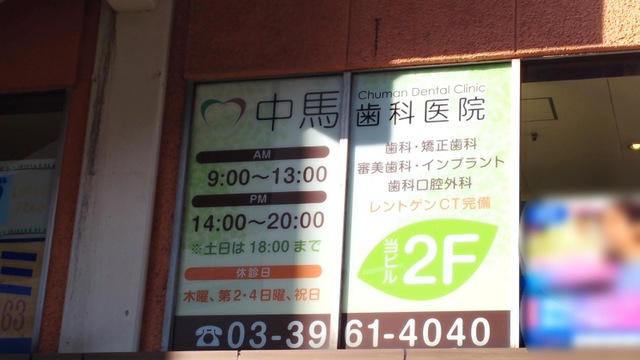 中馬歯科医院
Chuman Dental Clinic
AM
9:00〜13:00
PM
14:00〜20:00
※土日は18:00まで
休診日
木曜、第2・4日曜、祝日
歯科・矯正歯科
審美歯科・インプラント
歯科口腔外科
レントゲンCT完備
当ビル2F
☎03-3961-4040
63